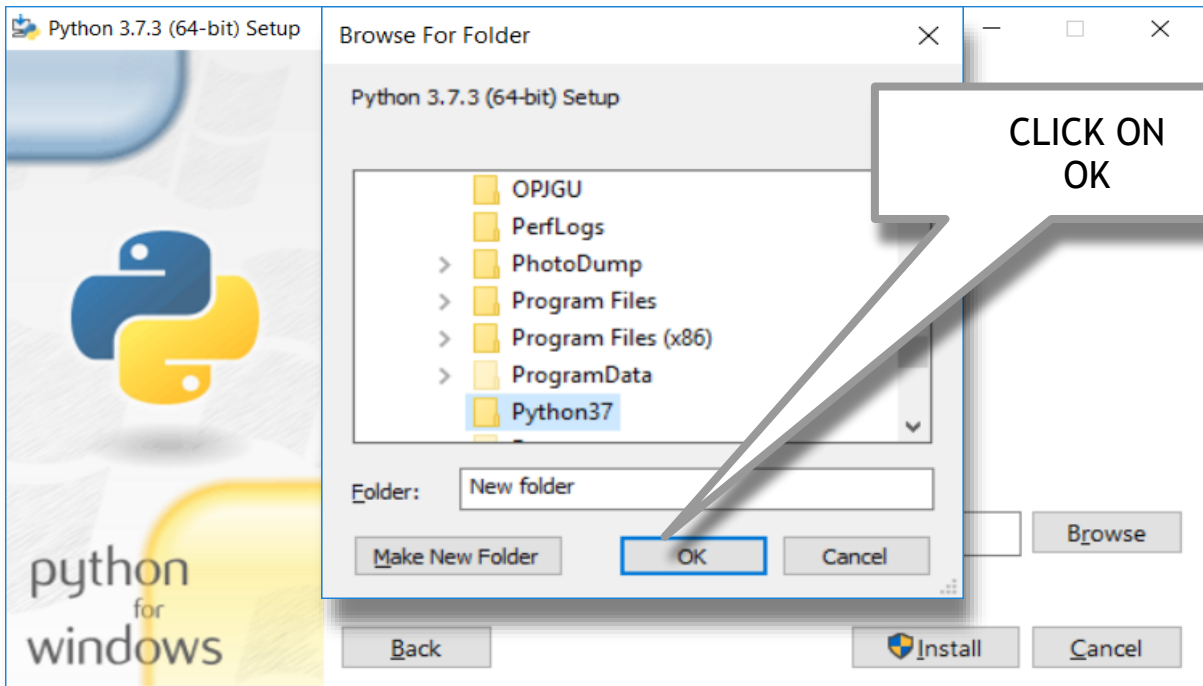 Python 3.7.3 (64-bit) Setup
Browse For Folder
Python 3.7.3 (64-bit) Setup
CLICK ON
OK
OPJGU
PerfLogs
PhotoDump
Program Files
Program Files (x86)
ProgramData
Python37
Folder:
New folder
Make New Folder
OK
Cancel
Browse
python
for
windows
Back
Install
Cancel